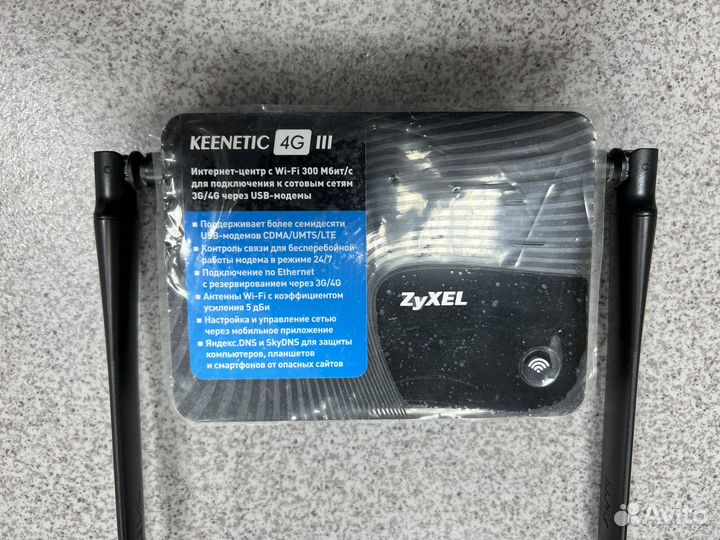 KEENETIC 4G III
Интернет-центр с Wi-Fi 300 Мбит/с
для подключения к сотовым сетям
3G/4G через USB-модемы
■ Поддерживает более семидесяти
USB-модемов CDMA/UMTS/LTE
■ Контроль связи для бесперебойной
работы модема в режиме 24/7
■ Подключение по Ethernet
с резервированием через 3G/4G
■ Антенны Wi-Fi с коэффициентом
усиления 5 дБи
■ Настройка и управление сетью
через мобильное приложение
■ Яндекс.DNS и SkyDNS для защиты
компьютеров, планшетов
и смартфонов от опасных сайтов
ZyXEL
Avito